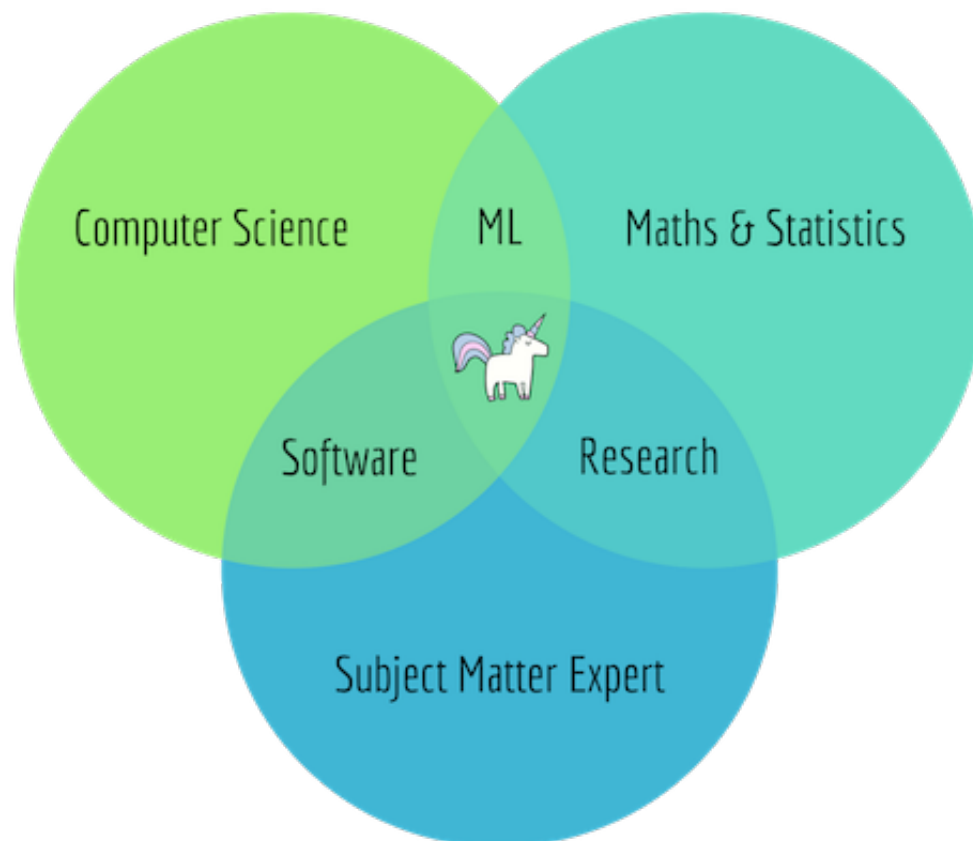 Computer Science
ML
Maths & Statistics
Software
Research
Subject Matter Expert